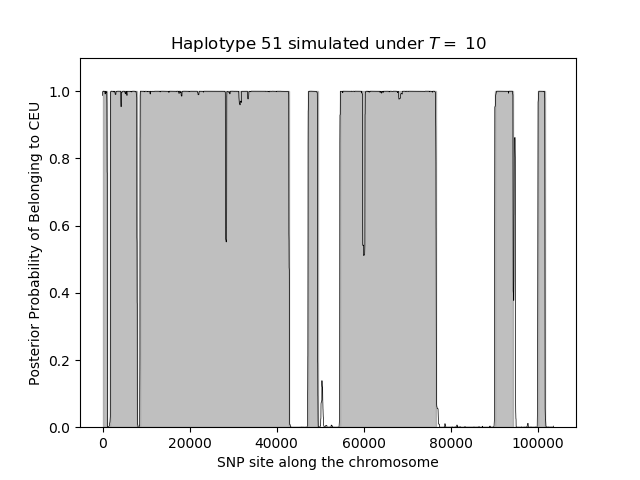 Haplotype 51 simulated under T = 10
Posterior Probability of Belonging to CEU
1.0
0.8
0.6
0.4
0.2
0.0
0 20000 40000 60000 80000 100000
SNP site along the chromosome